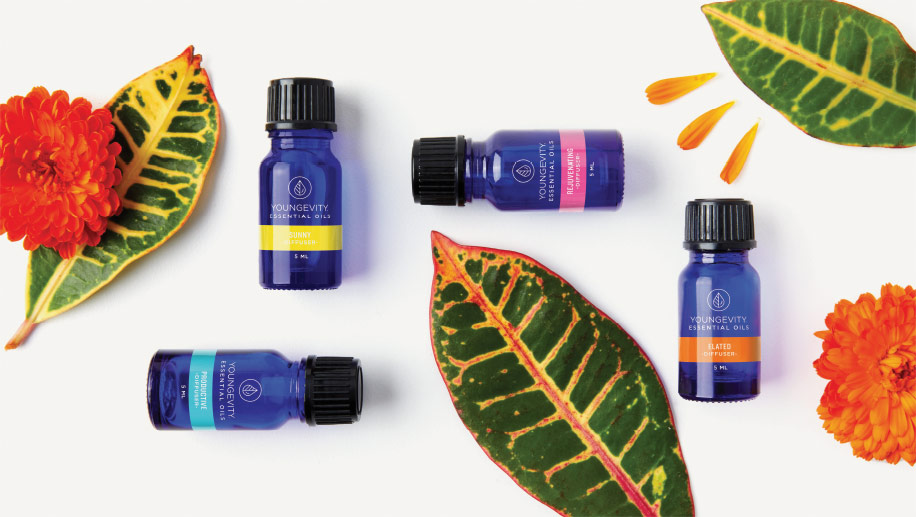 YOUNGEVITY
ESSENTIAL OILS
SUNNY
-DIFFUSER-
5 ML
YOUNGEVITY
ESSENTIAL OILS
REJUVENATING
-DIFFUSER-
5 ML
YOUNGEVITY
ESSENTIAL OILS
ELATED
-DIFFUSER-
5 ML
YOUNGEVITY
ESSENTIAL OILS
PRODUCTIVE
-DIFFUSER-
5 ML